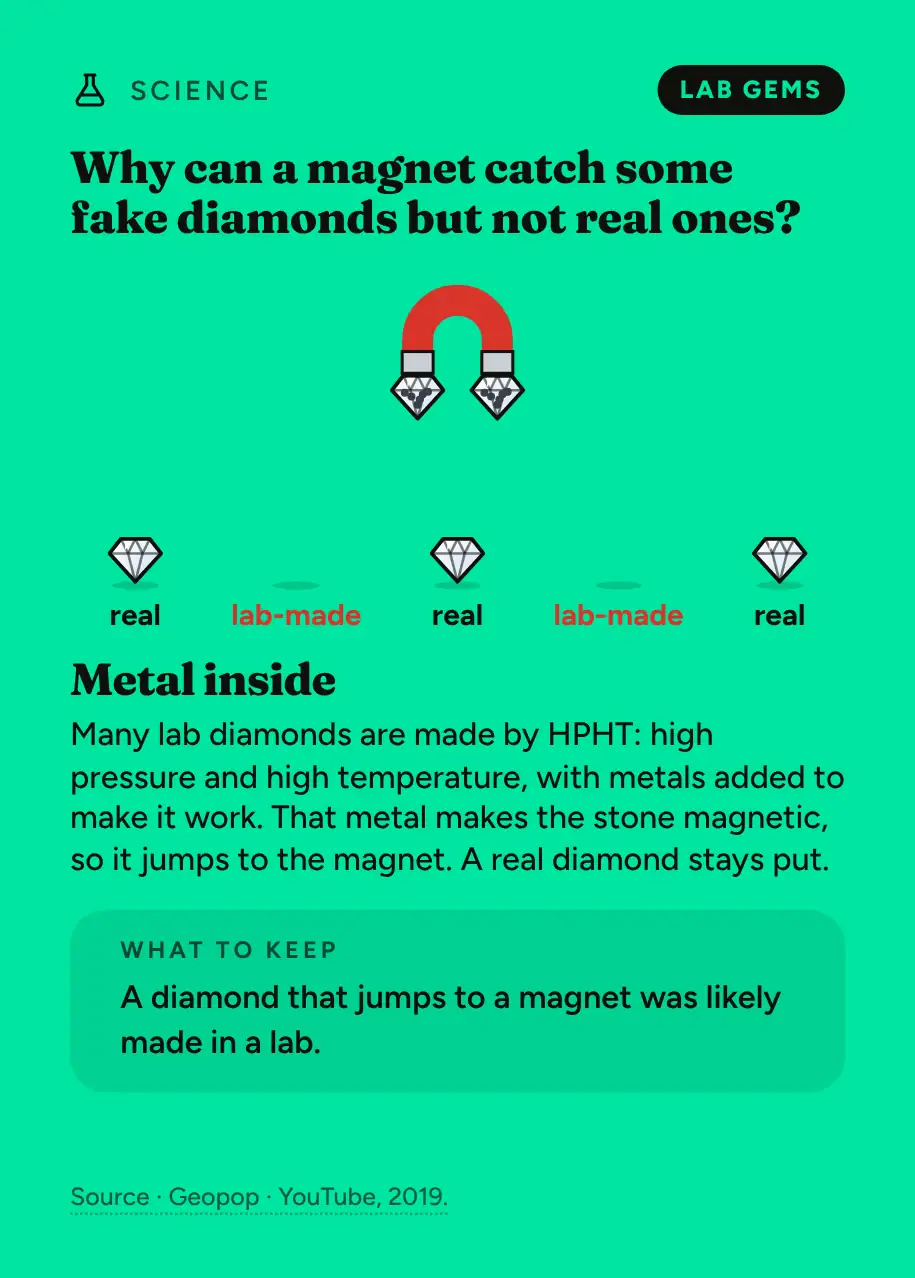 SCIENCE
LAB GEMS
Why can a magnet catch some
fake diamonds but not real ones?
real
lab-made
real
lab-made
real
Metal inside
Many lab diamonds are made by HPHT: high
pressure and high temperature, with metals added to
make it work. That metal makes the stone magnetic,
so it jumps to the magnet. A real diamond stays put.
WHAT TO KEEP
A diamond that jumps to a magnet was likely
made in a lab.
Source · Geopop · YouTube, 2019.